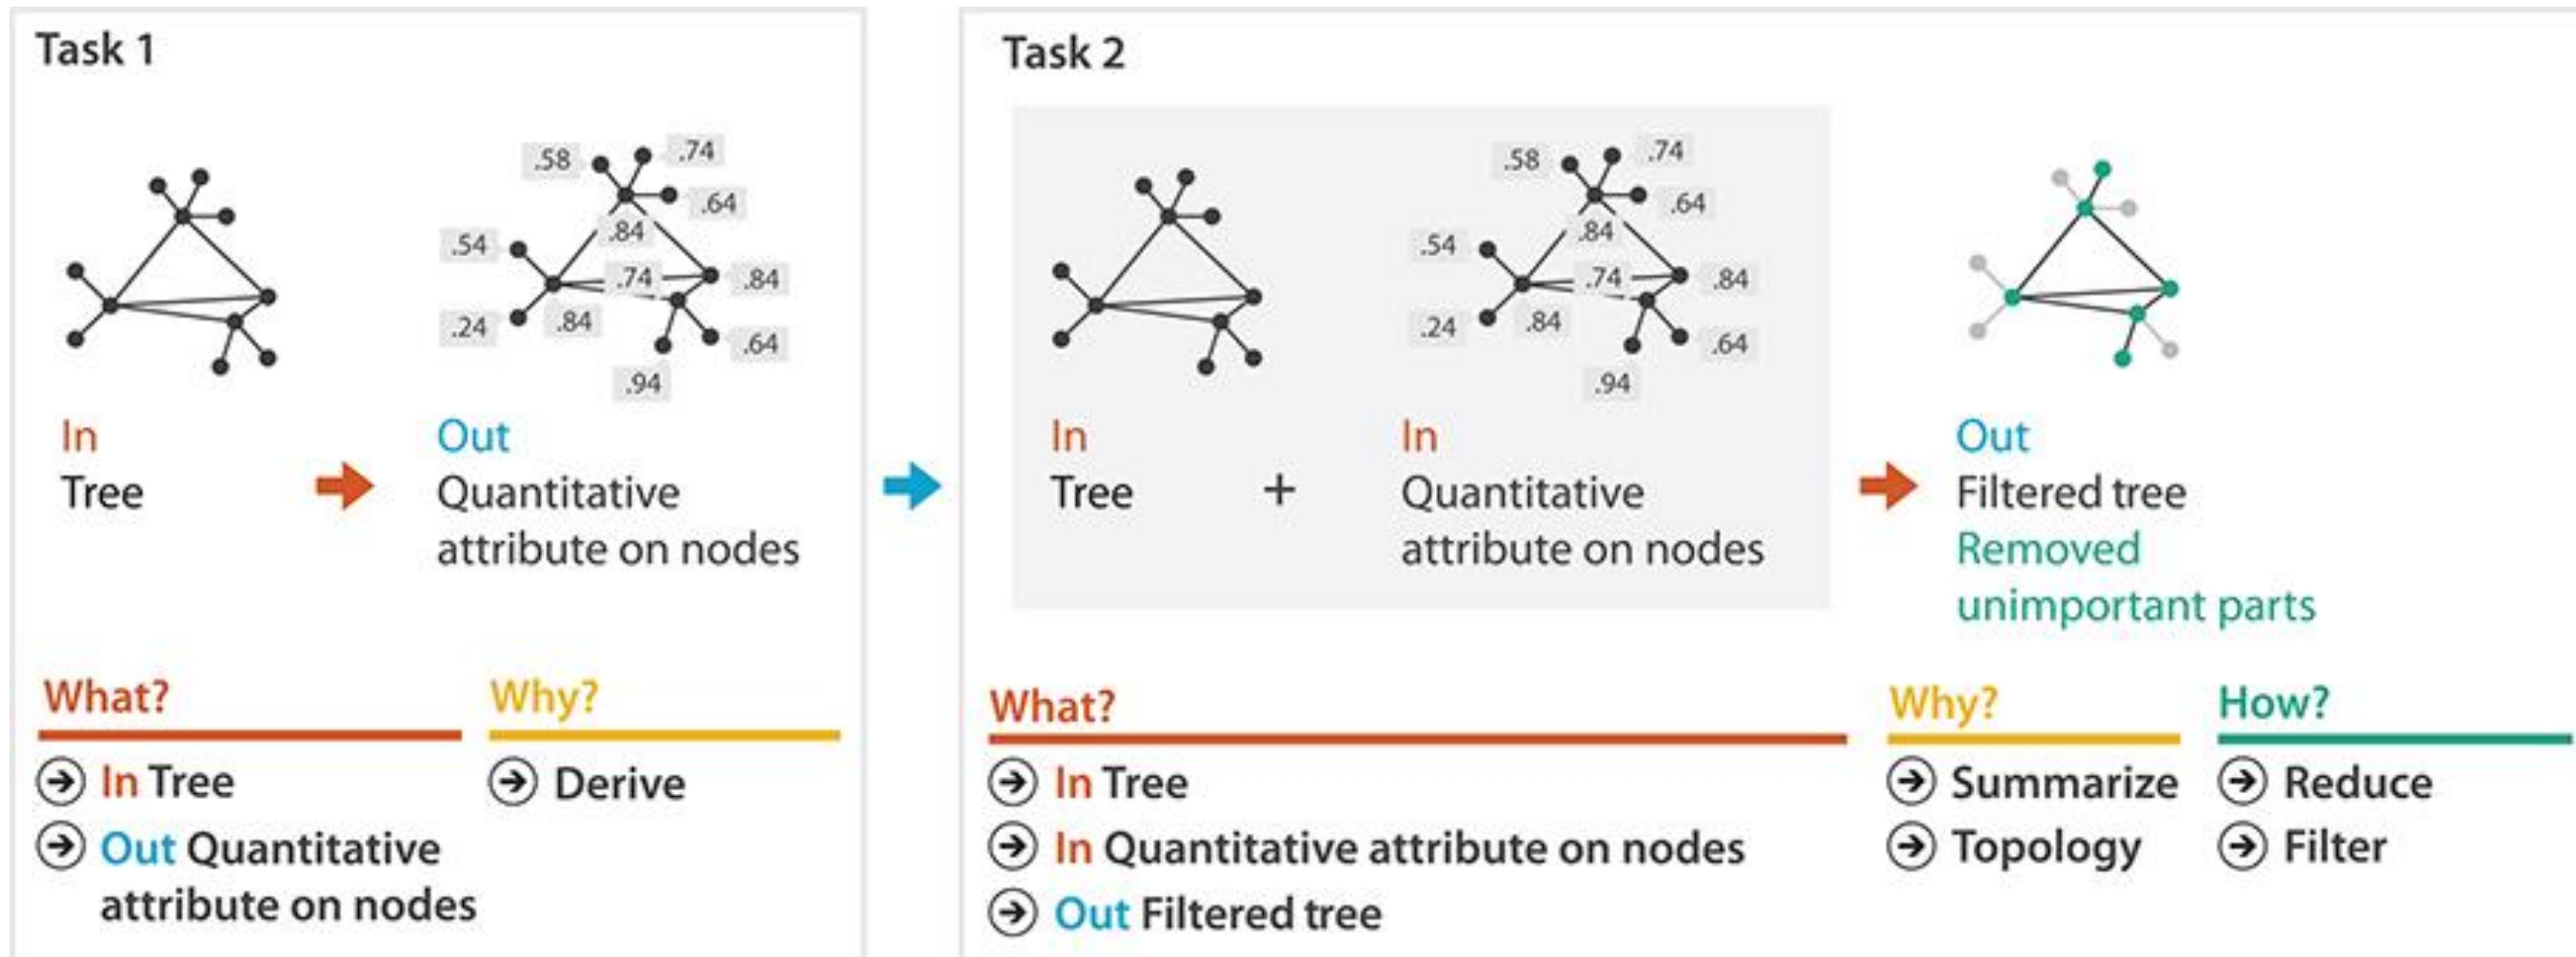 Task 1
.58
.74
.64
.84
.54
.74
.84
.24
.84
.64
.94
In
Tree
Out
Quantitative
attribute on nodes
What?
In Tree
Out Quantitative
attribute on nodes
Why?
Derive
Task 2
.58
.74
.64
.84
.54
.74
.84
.24
.84
.64
.94
In
Tree
+
In
Quantitative
attribute on nodes
Out
Filtered tree
Removed
unimportant parts
What?
In Tree
In Quantitative attribute on nodes
Out Filtered tree
Why?
Summarize
Topology
How?
Reduce
Filter